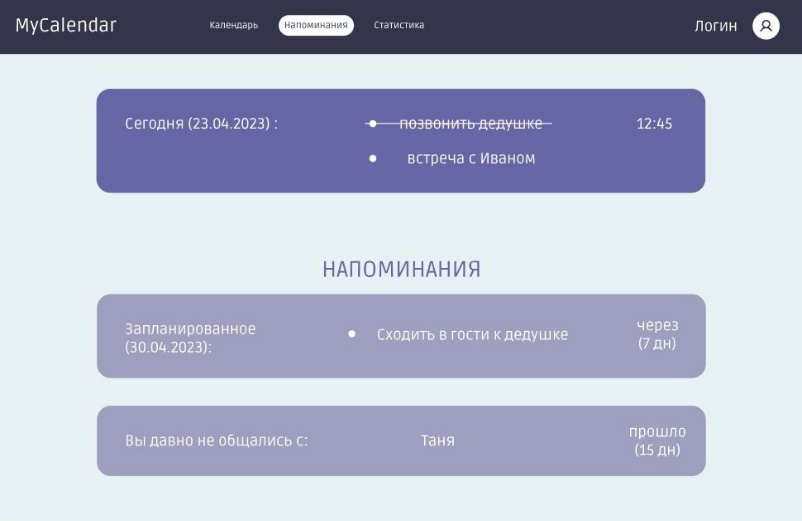 MyCalendar
Календарь Напоминания Статистика
Логин
Сегодня (23.04.2023) : позвонить дедушке 12:45
встреча с Иваном
НАПОМИНАНИЯ
Запланированное
(30.04.2023):
Сходить в гости к дедушке
через
(7 дн)
Вы давно не общались с: Таня
прошло
(15 дн)